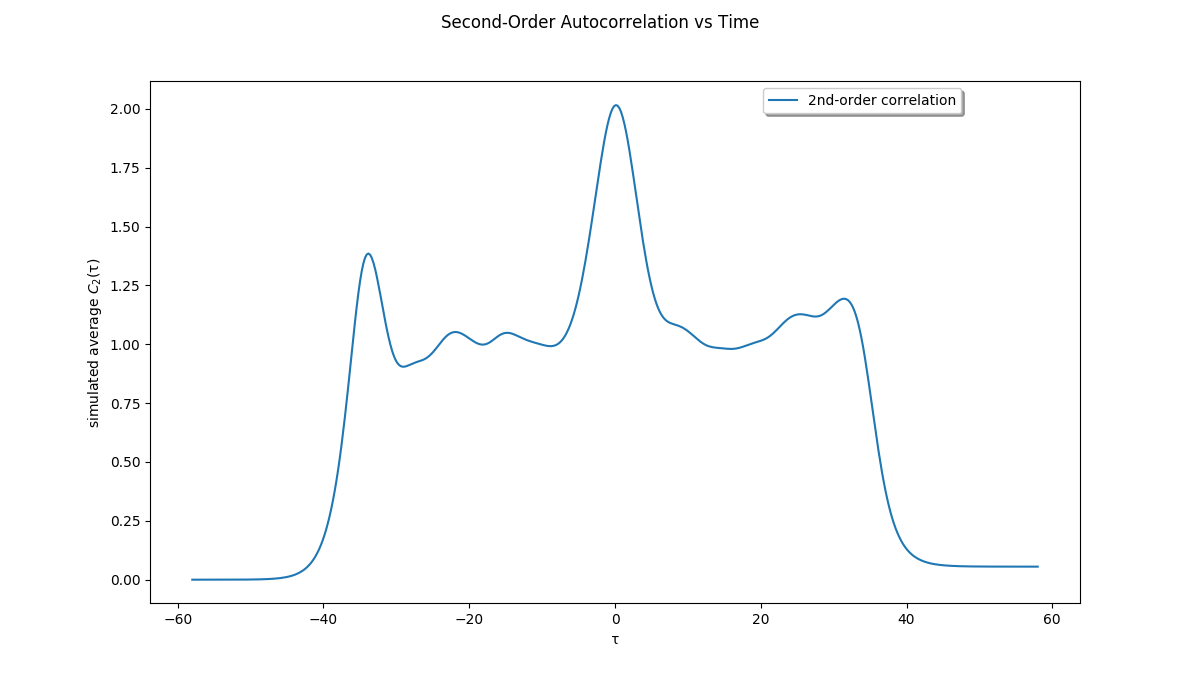 Second-Order Autocorrelation vs Time
2nd-order correlation
simulated average C₂(τ)
2.00
1.75
1.50
1.25
1.00
0.75
0.50
0.25
0.00
−60 −40 −20 0 20 40 60
τ